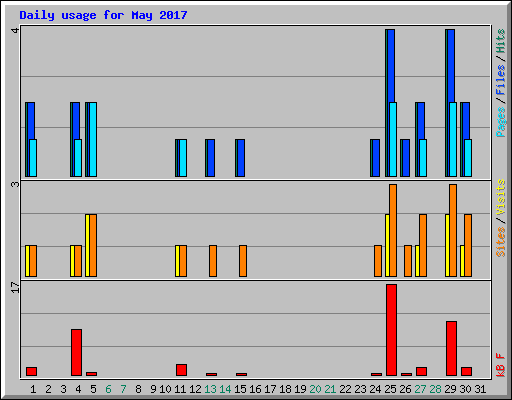 Daily usage for May 2017
4
3
17
Pages / Files / Hits
Sites / Visits
kB F
1 2 3 4 5 6 7 8 9 10 11 12 13 14 15 16 17 18 19 20 21 22 23 24 25 26 27 28 29 30 31